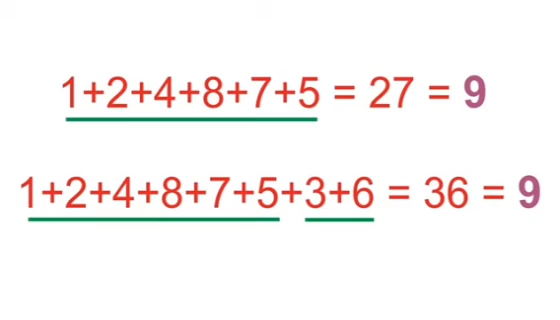 1+2+4+8+7+5 = 27 = 9
1+2+4+8+7+5+3+6 = 36 = 9